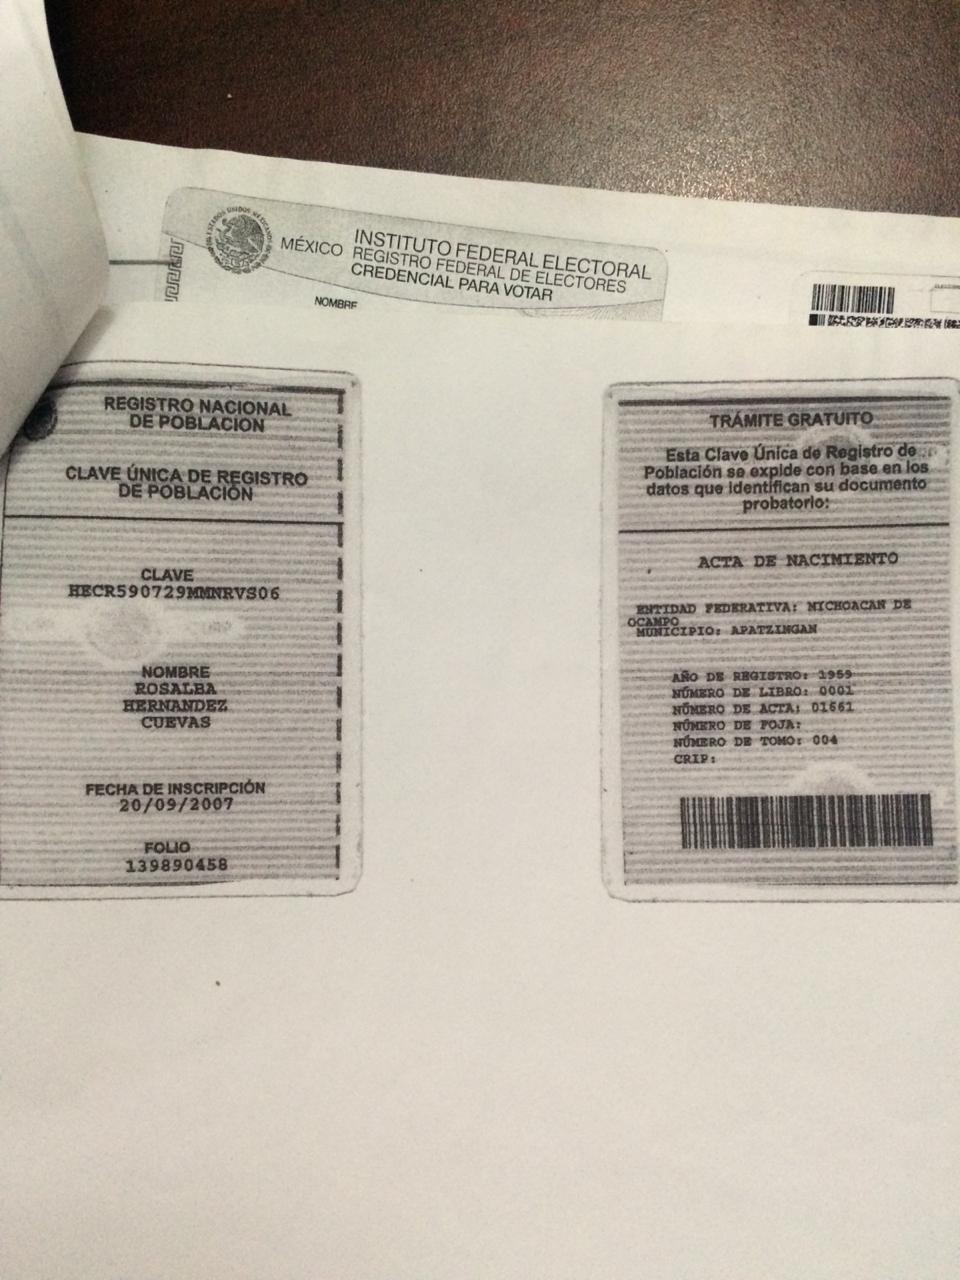 ESTADOS UNIDOS MEXICANOS
MÉXICO
INSTITUTO FEDERAL ELECTORAL
REGISTRO FEDERAL DE ELECTORES
CREDENCIAL PARA VOTAR
NOMBRE
REGISTRO NACIONAL
DE POBLACION
CLAVE ÚNICA DE REGISTRO
DE POBLACIÓN
CLAVE
HECR590729MMNRVS06
NOMBRE
ROSALBA
HERNANDEZ
CUEVAS
FECHA DE INSCRIPCIÓN
20/09/2007
FOLIO
139890458
TRÁMITE GRATUITO
Esta Clave Única de Registro de
Población se expide con base en los
datos que identifican su documento
probatorio:
ACTA DE NACIMIENTO
ENTIDAD FEDERATIVA: MICHOACAN DE
OCAMPO
MUNICIPIO: APATZINGAN
AÑO DE REGISTRO: 1959
NÚMERO DE LIBRO: 0001
NÚMERO DE ACTA: 01661
NÚMERO DE FOJA:
NÚMERO DE TOMO: 004
CRIP: